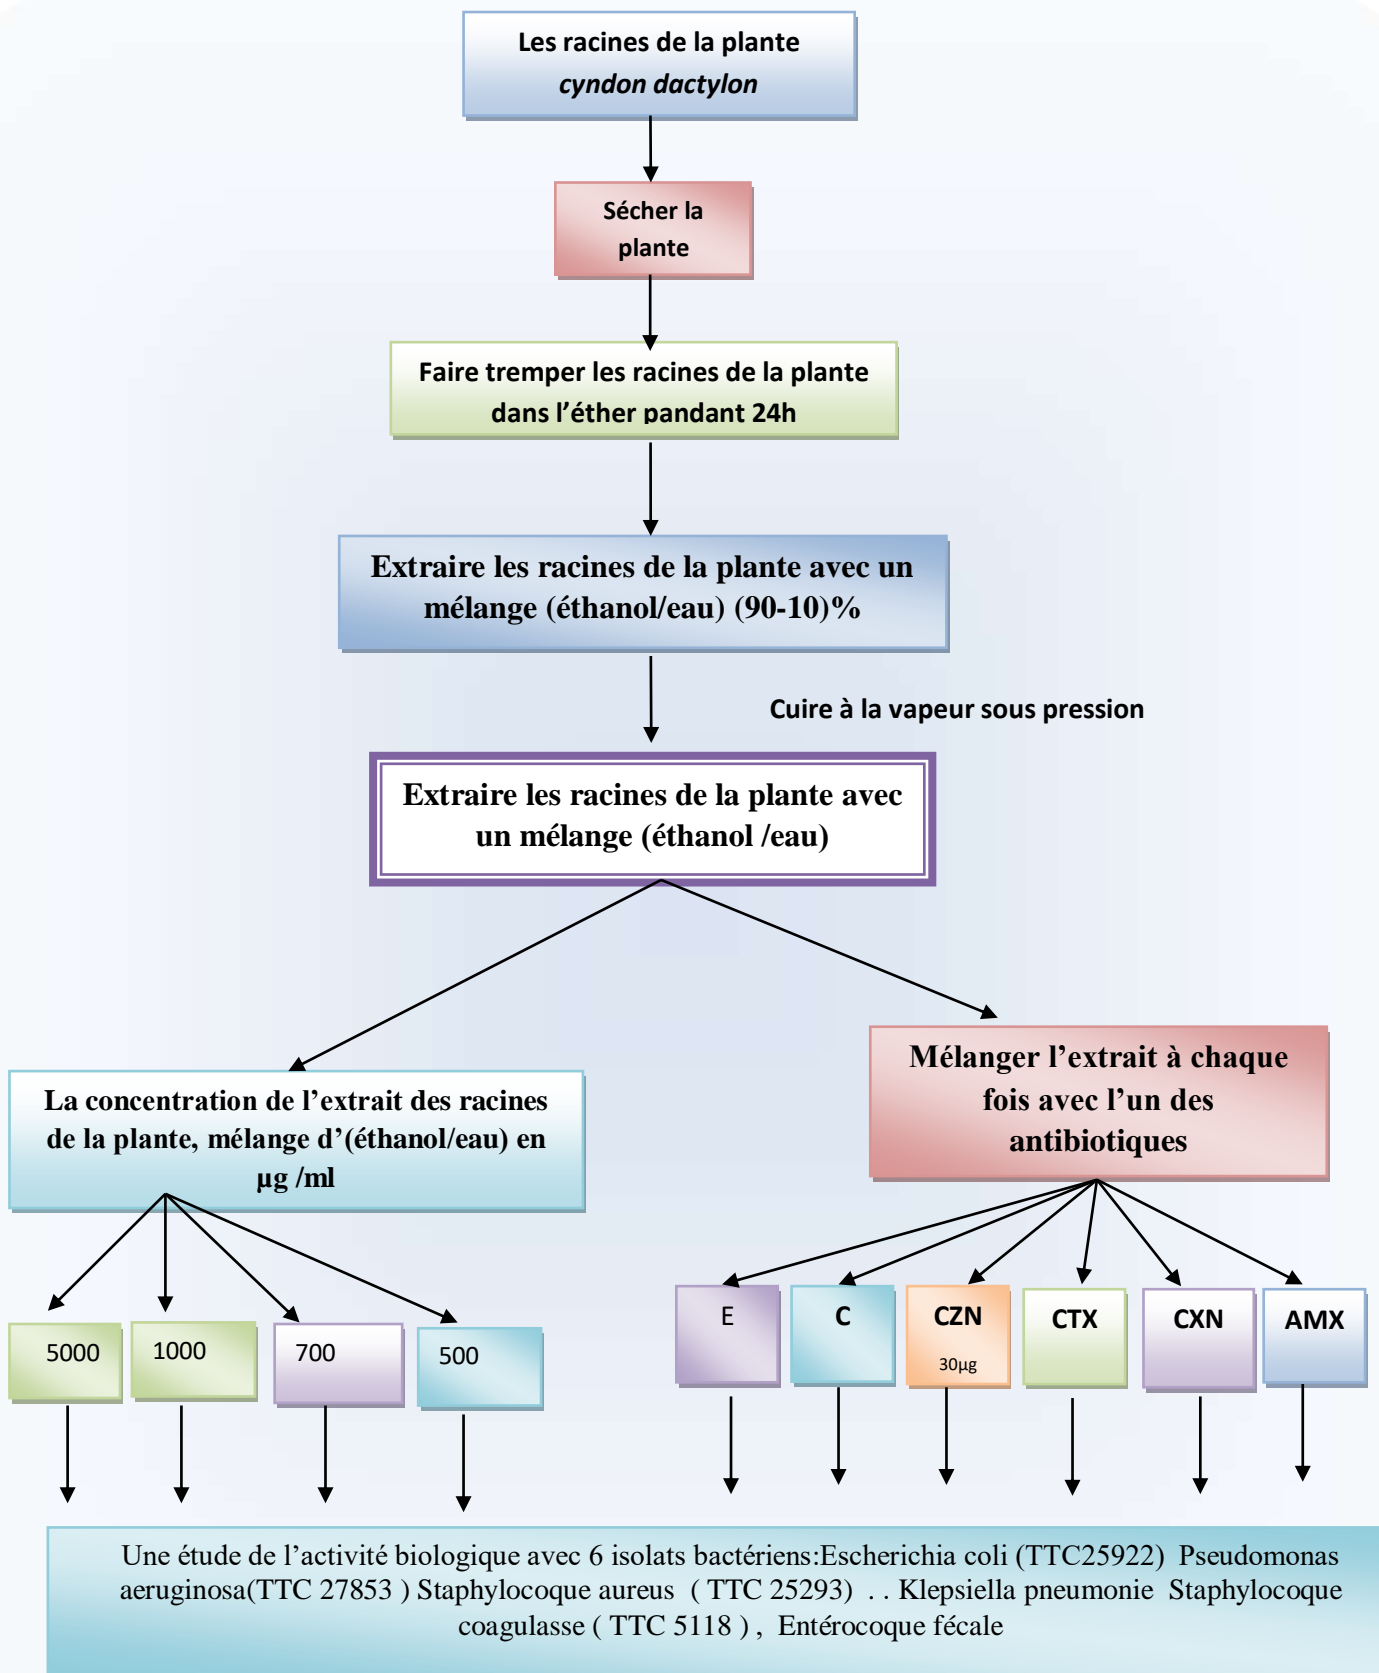 Les racines de la plante
cyndon dactylon
Sécher la
plante
Faire tremper les racines de la plante
dans l’éther pandant 24h
Extraire les racines de la plante avec un
mélange (éthanol/eau) (90-10)%
Cuire à la vapeur sous pression
Extraire les racines de la plante avec
un mélange (éthanol /eau)
La concentration de l’extrait des racines
de la plante, mélange d’(éthanol/eau) en
µg /ml
Mélanger l’extrait à chaque
fois avec l’un des
antibiotiques
5000
1000
700
500
E
C
CZN
30µg
CTX
CXN
AMX
Une étude de l’activité biologique avec 6 isolats bactériens:Escherichia coli (TTC25922) Pseudomonas
aeruginosa(TTC 27853 ) Staphylocoque aureus ( TTC 25293) . . Klepsiella pneumonie Staphylocoque
coagulasse ( TTC 5118 ) , Entérocoque fécale